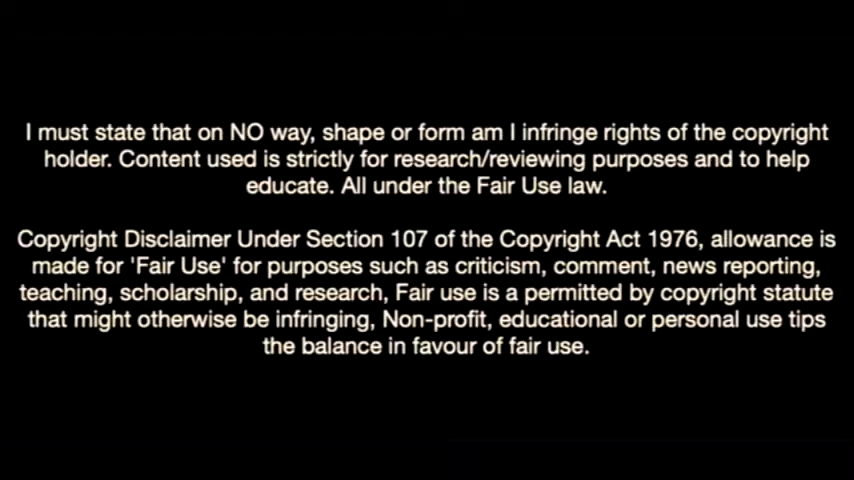 I must state that on NO way, shape or form am I infringe rights of the copyright
holder. Content used is strictly for research/reviewing purposes and to help
educate. All under the Fair Use law.
Copyright Disclaimer Under Section 107 of the Copyright Act 1976, allowance is
made for 'Fair Use' for purposes such as criticism, comment, news reporting,
teaching, scholarship, and research, Fair use is a permitted by copyright statute
that might otherwise be infringing, Non-profit, educational or personal use tips
the balance in favour of fair use.